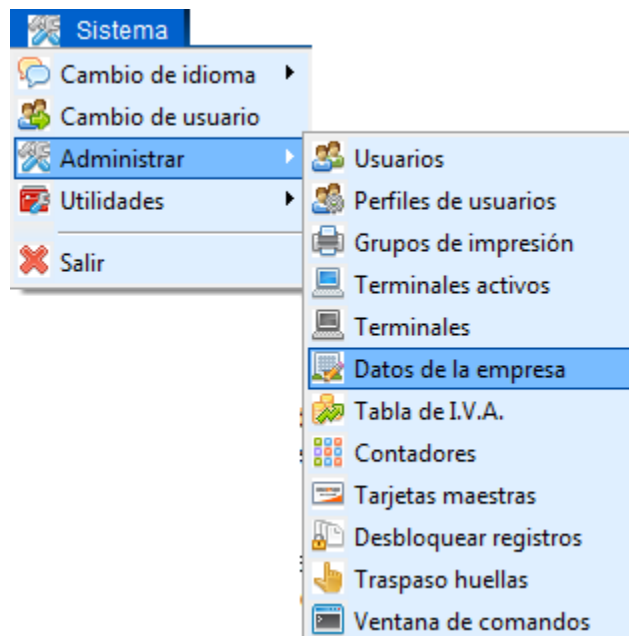 Sistema
Cambio de idioma
Cambio de usuario
Administrar
Utilidades
Salir
Usuarios
Perfiles de usuarios
Grupos de impresión
Terminales activos
Terminales
Datos de la empresa
Tabla de I.V.A.
Contadores
Tarjetas maestras
Desbloquear registros
Traspaso huellas
Ventana de comandos